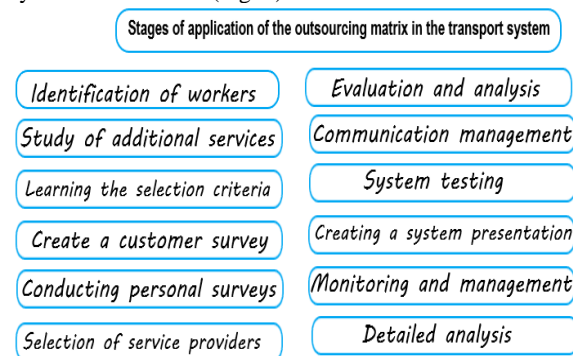 Stages of application of the outsourcing matrix in the transport system
Identification of workers
Study of additional services
Learning the selection criteria
Create a customer survey
Conducting personal surveys
Selection of service providers
Evaluation and analysis
Communication management
System testing
Creating a system presentation
Monitoring and management
Detailed analysis